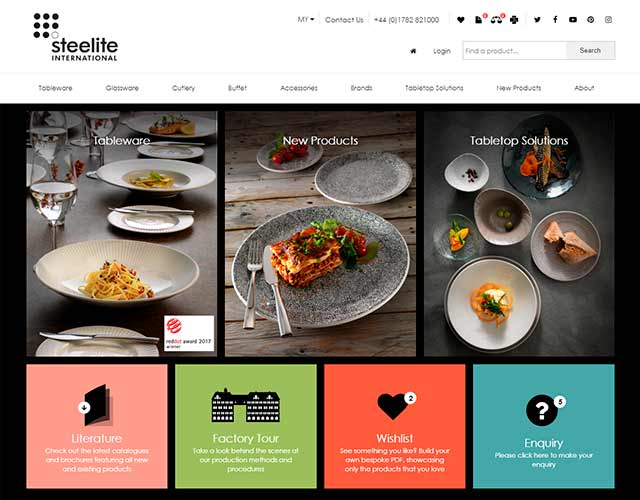 MY
Contact Us
+44 (0)1782 821000
steelite
INTERNATIONAL
Login
Find a product...
Search
Tableware
Glassware
Cutlery
Buffet
Accessories
Brands
Tabletop Solutions
New Products
About
Tableware
New Products
Tabletop Solutions
reddot award 2017
winner
Literature
Check out the latest catalogues
and brochures featuring all new
and existing products
Factory Tour
Take a look behind the scenes at
our production methods and
procedures
2
Wishlist
See something you like? Build your
own bespoke PDF, showcasing
only the products that you love
?
5
Enquiry
Please click here to make your
enquiry